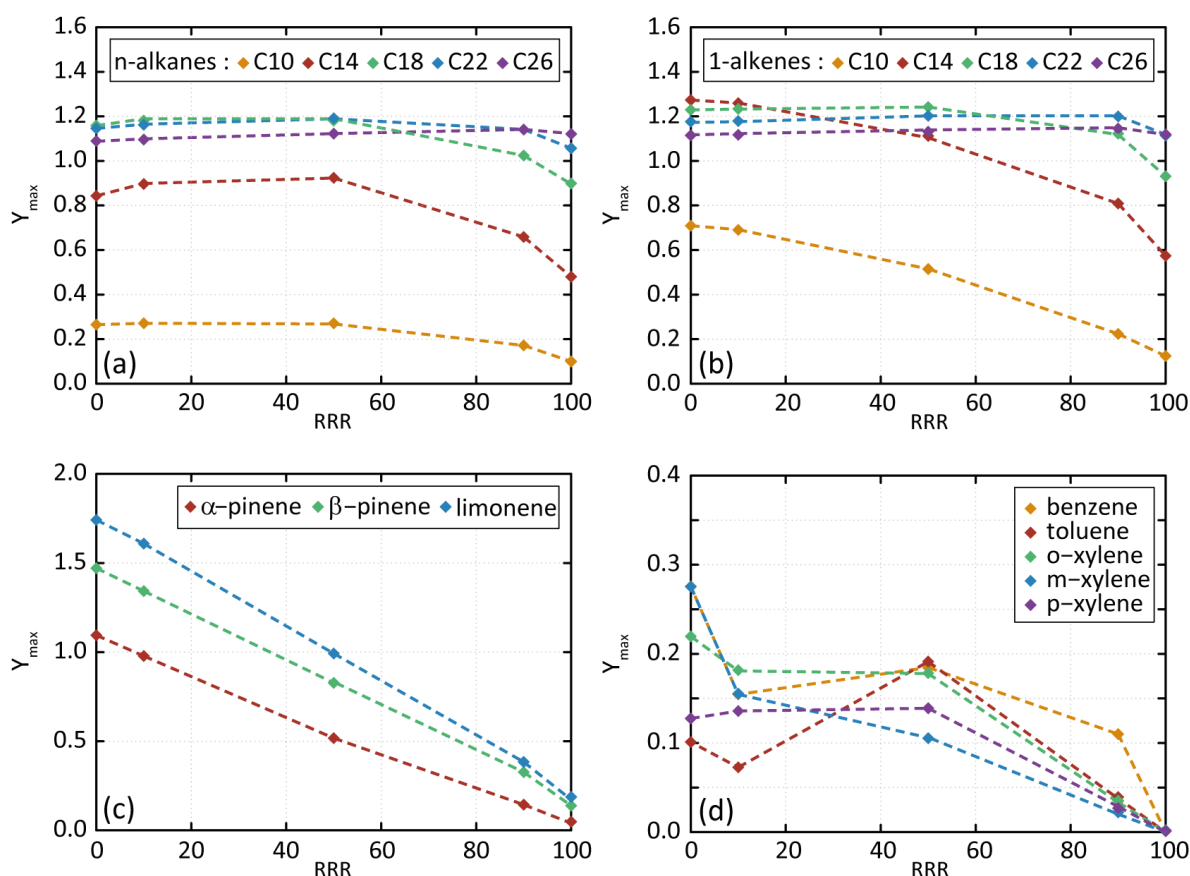 n-alkanes : C10 C14 C18 C22 C26
1.6
1.4
1.2
1.0
0.8
0.6
0.4
0.2
0.0
Ymax
(a)
0 20 40 60 80 100
RRR
1-alkenes : C10 C14 C18 C22 C26
1.6
1.4
1.2
1.0
0.8
0.6
0.4
0.2
0.0
Ymax
(b)
0 20 40 60 80 100
RRR
α−pinene β−pinene limonene
2.0
1.5
1.0
0.5
0.0
Ymax
(c)
0 20 40 60 80 100
RRR
benzene
toluene
o−xylene
m−xylene
p−xylene
0.4
0.3
0.2
0.1
0.0
Ymax
(d)
0 20 40 60 80 100
RRR